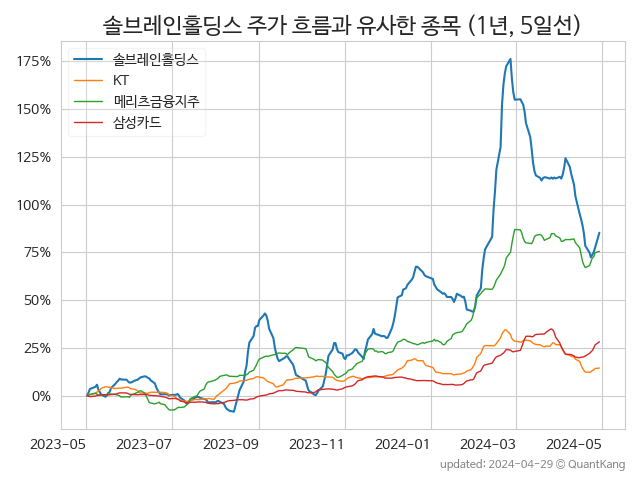 솔브레인홀딩스 주가 흐름과 유사한 종목 (1년, 5일선)
솔브레인홀딩스
KT
메리츠금융지주
삼성카드
175%
150%
125%
100%
75%
50%
25%
0%
2023-05
2023-07
2023-09
2023-11
2024-01
2024-03
2024-05
updated: 2024-04-29 © QuantKang